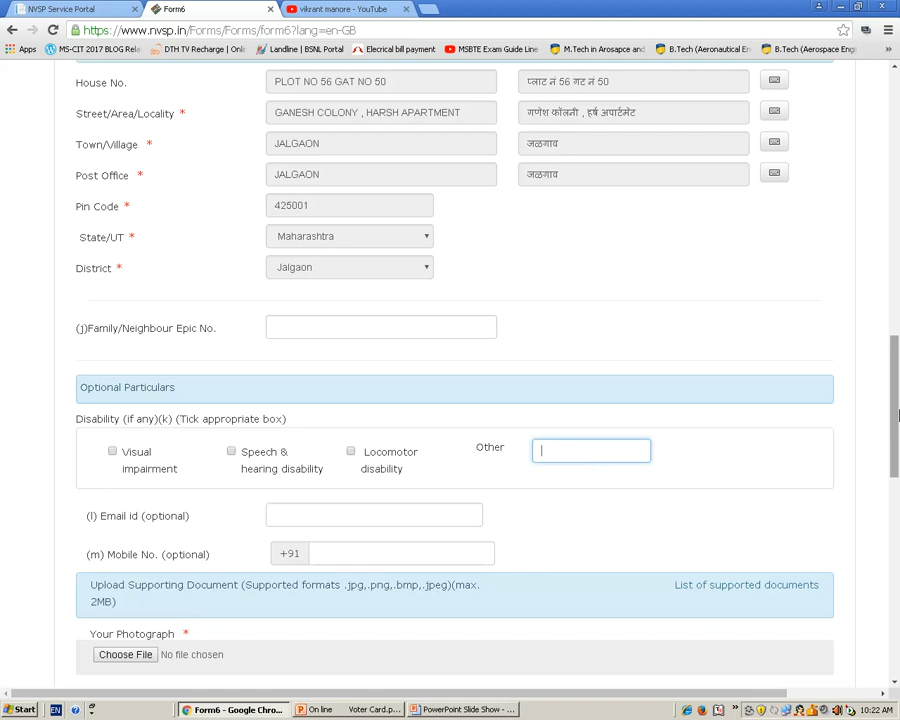 NVSP Service Portal
Form6
vikrant manore - YouTube
https://www.nvsp.in/Forms/Forms/form6?lang=en-GB
Apps
MS-CIT 2017 BLOG Rele
DTH TV Recharge | Onli
Landline | BSNL Portal
Elecrical bill payment
MSBTE Exam Guide Line
M.Tech in Arosapce and
B.Tech (Aeronautical En
B.Tech (Aerospace Eng
House No.
PLOT NO 56 GAT NO 50
प्लाट नं 56 गट नं 50
Street/Area/Locality *
GANESH COLONY , HARSH APARTMENT
गणेश कॉलनी , हर्ष अपार्टमेंट
Town/Village *
JALGAON
जळगाव
Post Office *
JALGAON
जळगाव
Pin Code *
425001
State/UT *
Maharashtra
District *
Jalgaon
(j)Family/Neighbour Epic No.
Optional Particulars
Disability (if any)(k) (Tick appropriate box)
Visual impairment
Speech & hearing disability
Locomotor disability
Other
(l) Email id (optional)
(m) Mobile No. (optional)
+91
Upload Supporting Document (Supported formats .jpg,.png,.bmp,.jpeg)(max.
2MB)
List of supported documents
Your Photograph *
Choose File No file chosen
Start
EN
Form6 - Google Chro...
On line
Voter Card.p...
PowerPoint Slide Show - ...
10:22 AM